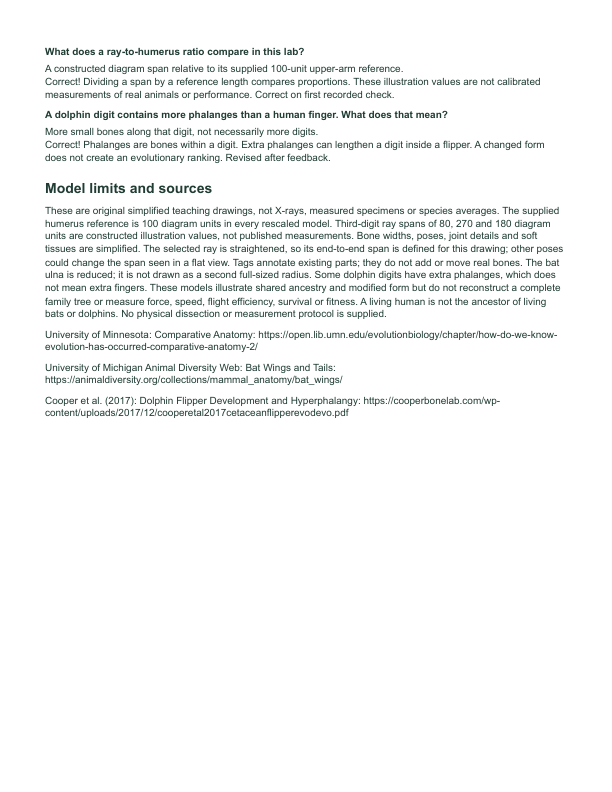 What does a ray-to-humerus ratio compare in this lab?
A constructed diagram span relative to its supplied 100-unit upper-arm reference.
Correct! Dividing a span by a reference length compares proportions. These illustration values are not calibrated
measurements of real animals or performance. Correct on first recorded check.
A dolphin digit contains more phalanges than a human finger. What does that mean?
More small bones along that digit, not necessarily more digits.
Correct! Phalanges are bones within a digit. Extra phalanges can lengthen a digit inside a flipper. A changed form
does not create an evolutionary ranking. Revised after feedback.
Model limits and sources
These are original simplified teaching drawings, not X-rays, measured specimens or species averages. The supplied
humerus reference is 100 diagram units in every rescaled model. Third-digit ray spans of 80, 270 and 180 diagram
units are constructed illustration values, not published measurements. Bone widths, poses, joint details and soft
tissues are simplified. The selected ray is straightened, so its end-to-end span is defined for this drawing; other poses
could change the span seen in a flat view. Tags annotate existing parts; they do not add or move real bones. The bat
ulna is reduced; it is not drawn as a second full-sized radius. Some dolphin digits have extra phalanges, which does
not mean extra fingers. These models illustrate shared ancestry and modified form but do not reconstruct a complete
family tree or measure force, speed, flight efficiency, survival or fitness. A living human is not the ancestor of living
bats or dolphins. No physical dissection or measurement protocol is supplied.
University of Minnesota: Comparative Anatomy: https://open.lib.umn.edu/evolutionbiology/chapter/how-do-we-know-
evolution-has-occurred-comparative-anatomy-2/
University of Michigan Animal Diversity Web: Bat Wings and Tails:
https://animaldiversity.org/collections/mammal_anatomy/bat_wings/
Cooper et al. (2017): Dolphin Flipper Development and Hyperphalangy: https://cooperbonelab.com/wp-
content/uploads/2017/12/cooperetal2017cetaceanflipperevodevo.pdf